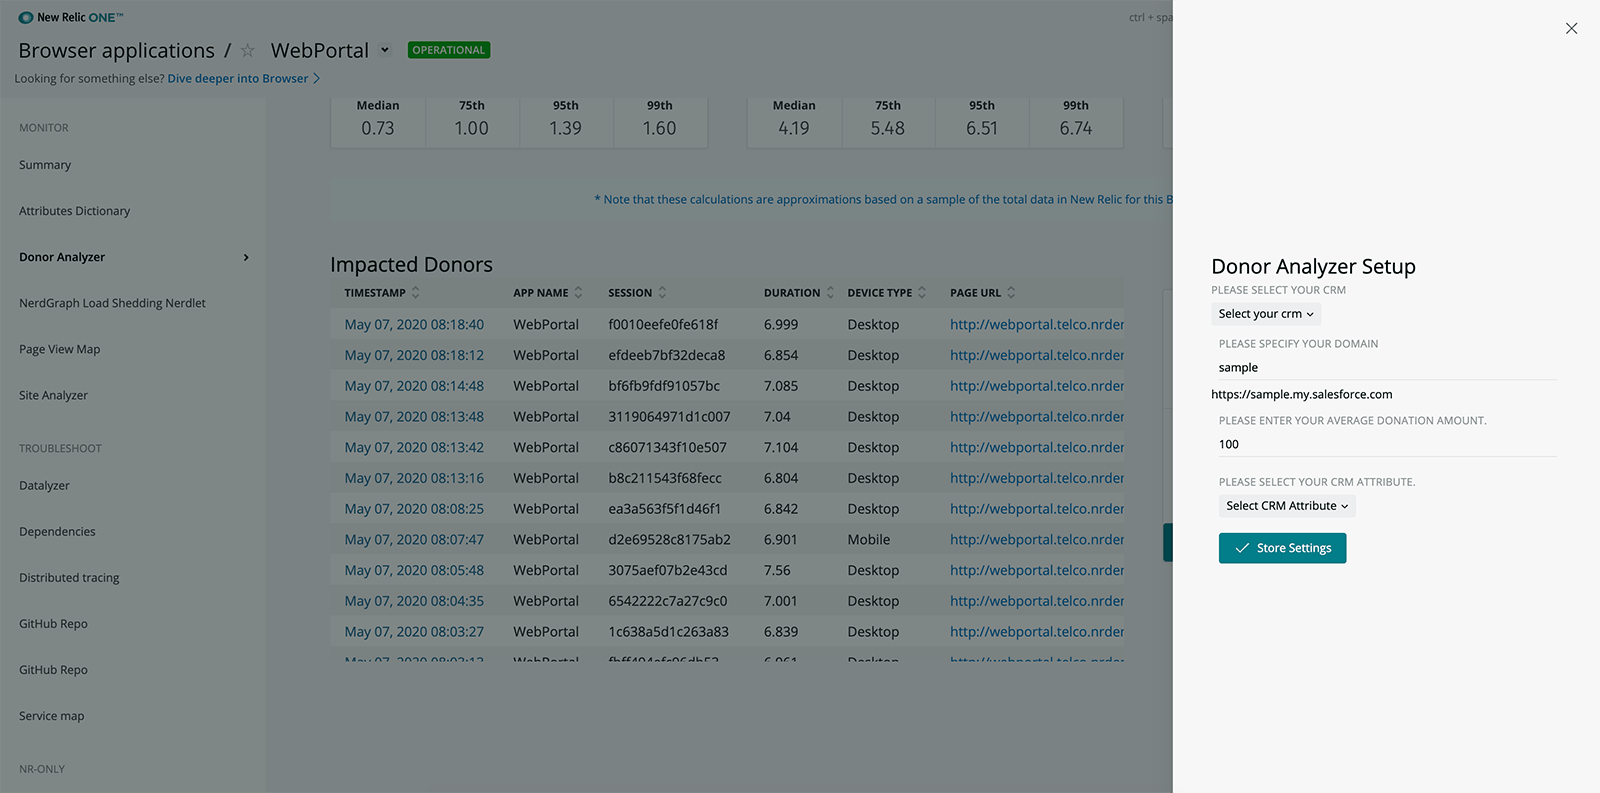 New Relic ONE™
ctrl + spa
Browser applications / ☆ WebPortal OPERATIONAL
Looking for something else? Dive deeper into Browser >
MONITOR
Summary
Attributes Dictionary
Donor Analyzer
NerdGraph Load Shedding Nerdlet
Page View Map
Site Analyzer
TROUBLESHOOT
Datalyzer
Dependencies
Distributed tracing
GitHub Repo
GitHub Repo
Service map
NR-ONLY
Median 75th 95th 99th
0.73 1.00 1.39 1.60
Median 75th 95th 99th
4.19 5.48 6.51 6.74
* Note that these calculations are approximations based on a sample of the total data in New Relic for this B
Impacted Donors
TIMESTAMP APP NAME SESSION DURATION DEVICE TYPE PAGE URL
May 07, 2020 08:18:40 WebPortal f0010eefe0fe618f 6.999 Desktop http://webportal.telco.nrder
May 07, 2020 08:18:12 WebPortal efdeeb7bf32deca8 6.854 Desktop http://webportal.telco.nrder
May 07, 2020 08:14:48 WebPortal bf6fb9fdf91057bc 7.085 Desktop http://webportal.telco.nrder
May 07, 2020 08:13:48 WebPortal 3119064971d1c007 7.04 Desktop http://webportal.telco.nrder
May 07, 2020 08:13:42 WebPortal c86071343f10e507 7.104 Desktop http://webportal.telco.nrder
May 07, 2020 08:13:16 WebPortal b8c211543f68fecc 6.804 Desktop http://webportal.telco.nrder
May 07, 2020 08:08:25 WebPortal ea3a563f5f1d46f1 6.842 Desktop http://webportal.telco.nrder
May 07, 2020 08:07:47 WebPortal d2e69528c8175ab2 6.901 Mobile http://webportal.telco.nrder
May 07, 2020 08:05:48 WebPortal 3075aef07b2e43cd 7.56 Desktop http://webportal.telco.nrder
May 07, 2020 08:04:35 WebPortal 6542222c7a27c9c0 7.001 Desktop http://webportal.telco.nrder
May 07, 2020 08:03:27 WebPortal 1c638a5d1c263a83 6.839 Desktop http://webportal.telco.nrder
Donor Analyzer Setup
PLEASE SELECT YOUR CRM
Select your crm
PLEASE SPECIFY YOUR DOMAIN
sample
https://sample.my.salesforce.com
PLEASE ENTER YOUR AVERAGE DONATION AMOUNT.
100
PLEASE SELECT YOUR CRM ATTRIBUTE.
Select CRM Attribute
Store Settings